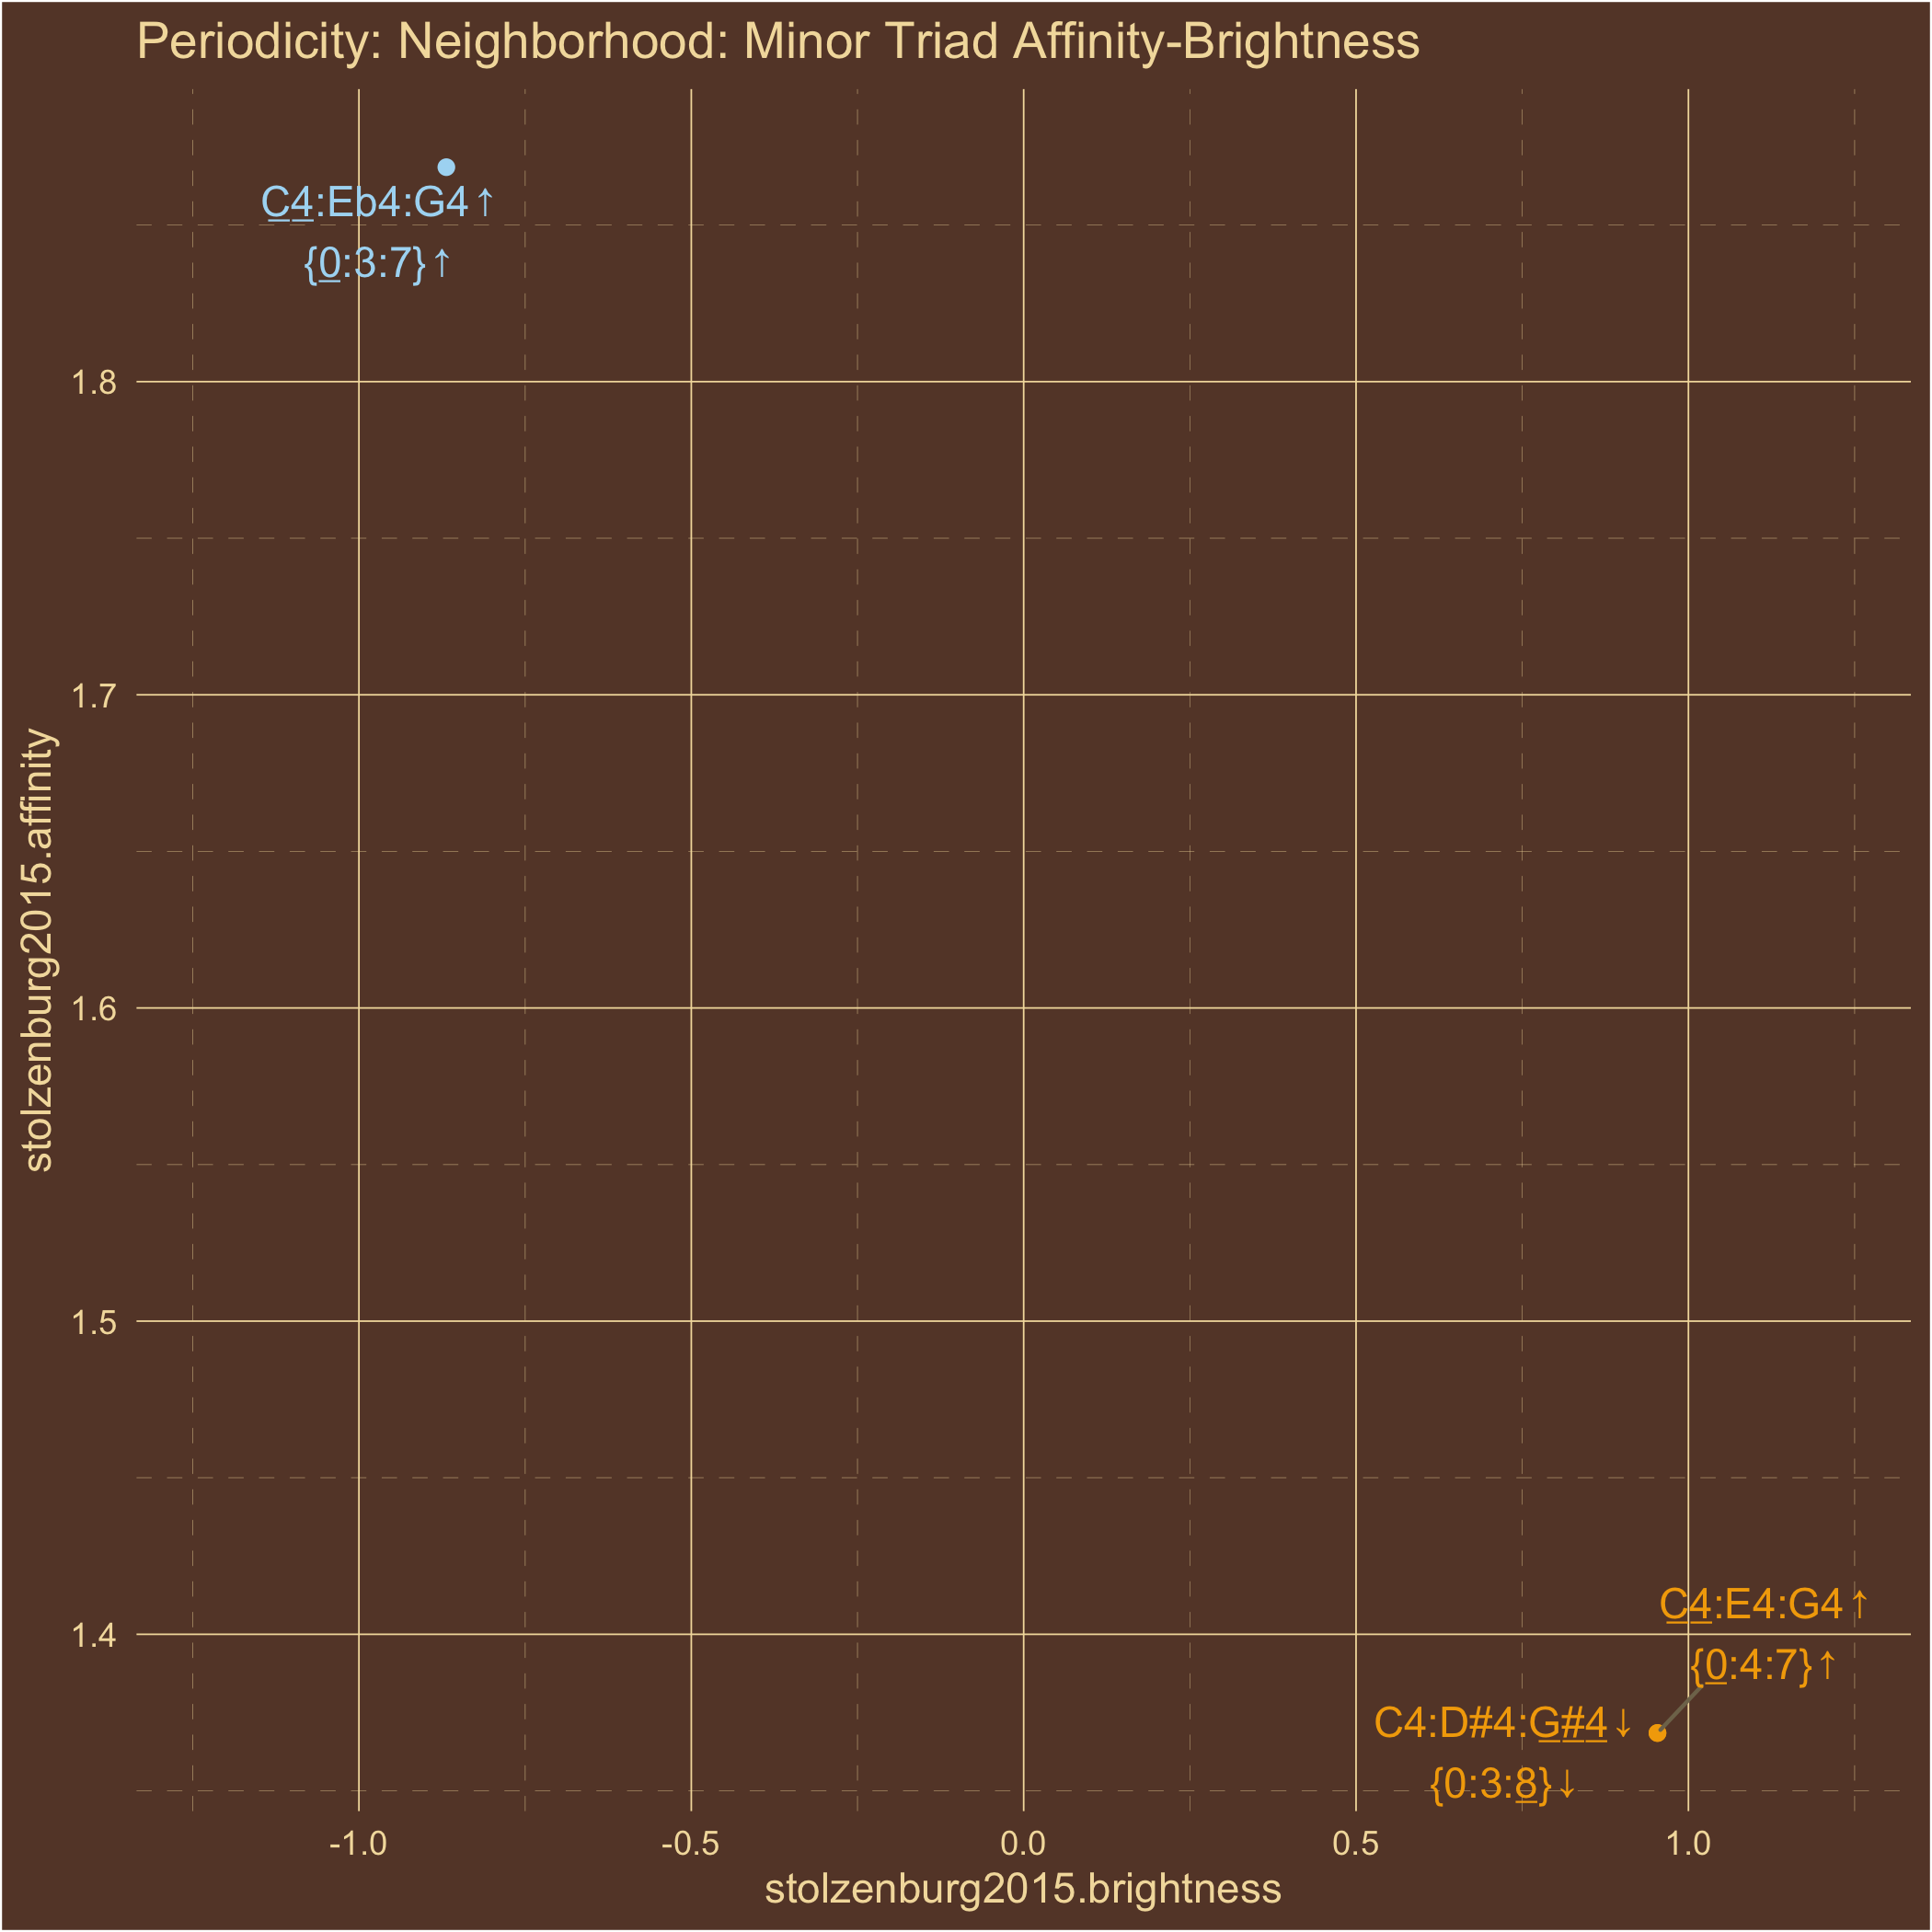 Periodicity: Neighborhood: Minor Triad Affinity-Brightness
C4:Eb4:G4↑
{0:3:7}↑
1.8
1.7
1.6
1.5
1.4
stolzenburg2015.affinity
C4:E4:G4↑
{0:4:7}↑
C4:D#4:G#4↓
{0:3:8}↓
-1.0 -0.5 0.0 0.5 1.0
stolzenburg2015.brightness